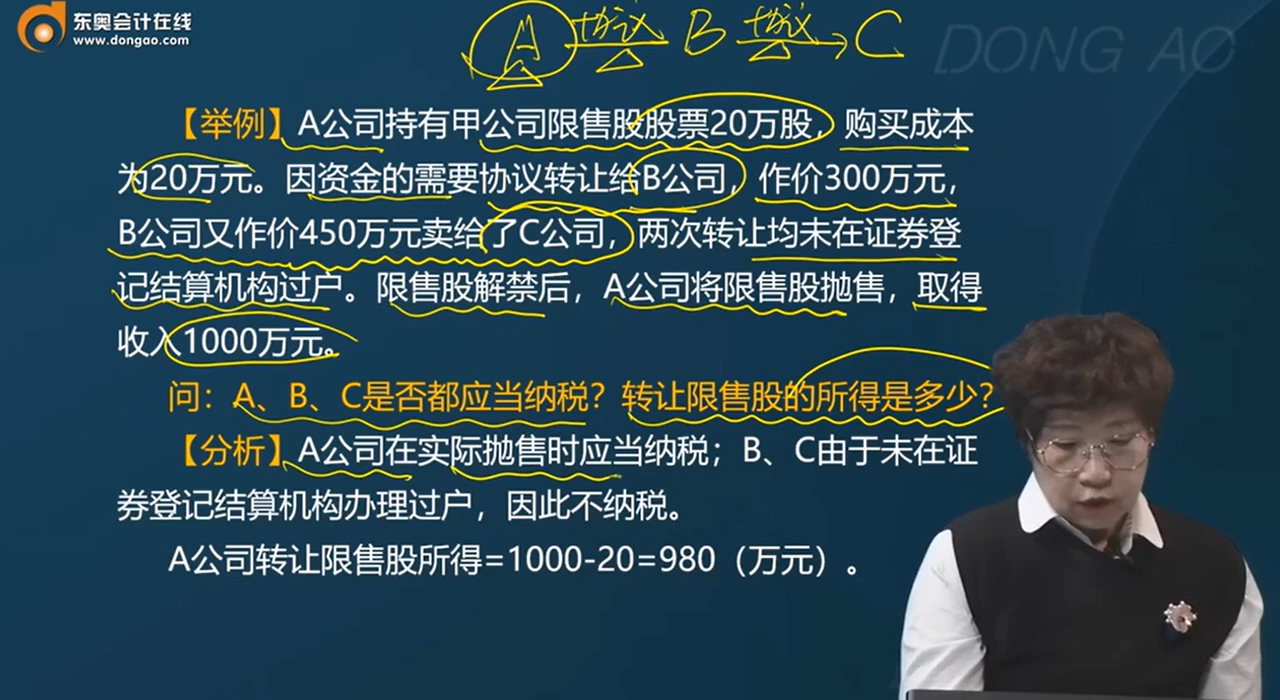 东奥会计在线
www.dongao.com
A 协议 B 协议 C
DONG AO
【举例】A公司持有甲公司限售股股票20万股，购买成本
为20万元。因资金的需要协议转让给B公司，作价300万元，
B公司又作价450万元卖给了C公司，两次转让均未在证券登
记结算机构过户。限售股解禁后，A公司将限售股抛售，取得
收入1000万元。
问：A、B、C是否都应当纳税？转让限售股的所得是多少？
【分析】A公司在实际抛售时应当纳税；B、C由于未在证
券登记结算机构办理过户，因此不纳税。
A公司转让限售股所得=1000-20=980（万元）。